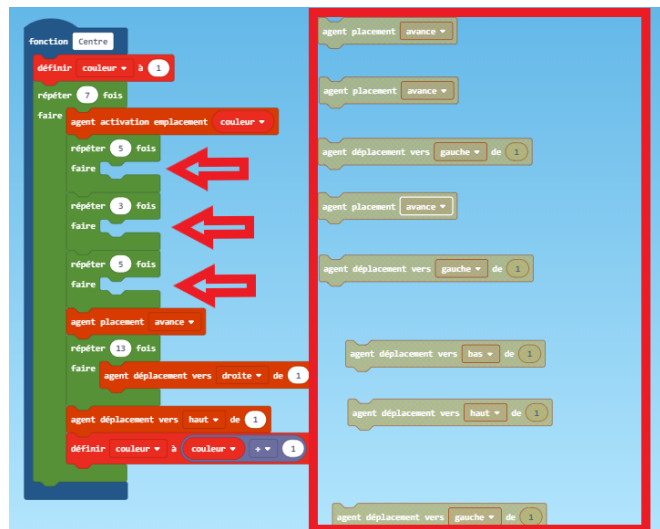 fonction Centre
définir couleur à 1
répéter 7 fois
faire
agent activation emplacement couleur
répéter 5 fois
faire
répéter 3 fois
faire
répéter 5 fois
faire
agent placement avance
répéter 13 fois
faire
agent déplacement vers droite de 1
agent déplacement vers haut de 1
définir couleur à couleur + 1
agent placement avance
agent placement avance
agent déplacement vers gauche de 1
agent placement avance
agent déplacement vers gauche de 1
agent déplacement vers bas de 1
agent déplacement vers haut de 1
agent déplacement vers gauche de 1